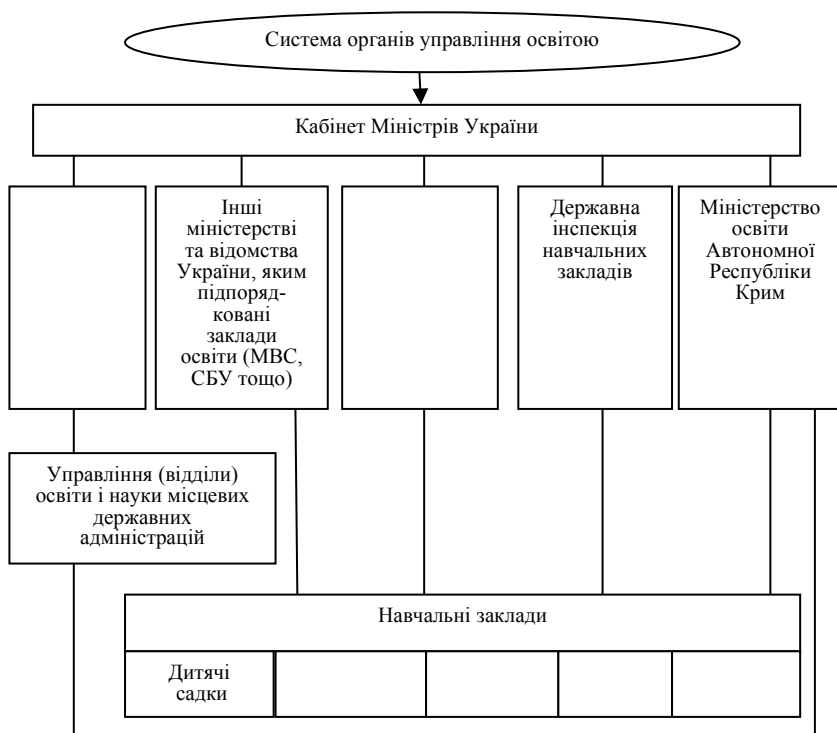 Система органів управління освітою
Кабінет Міністрів України
Інші
міністерстві
та відомства
України, яким
підпоряд-
ковані
заклади
освіти (МВС,
СБУ тощо)
Державна
інспекція
навчальних
закладів
Міністерство
освіти
Автономної
Республіки
Крим
Управління (відділи)
освіти і науки місцевих
державних
адміністрацій
Навчальні заклади
Дитячі
садки